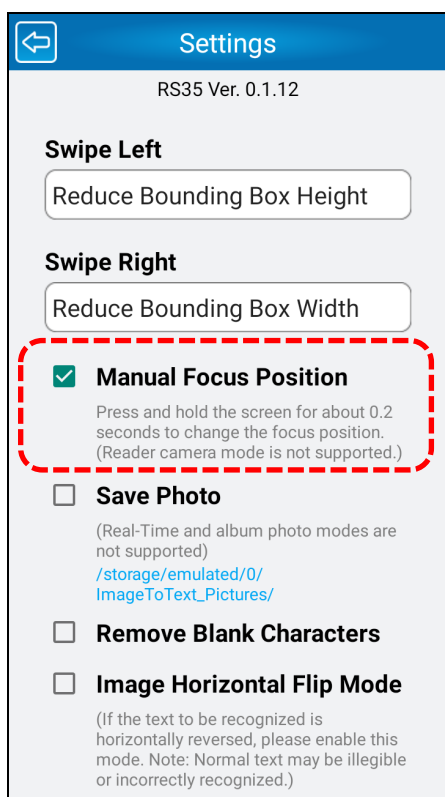 Settings
RS35 Ver. 0.1.12
Swipe Left
Reduce Bounding Box Height
Swipe Right
Reduce Bounding Box Width
Manual Focus Position
Press and hold the screen for about 0.2
seconds to change the focus position.
(Reader camera mode is not supported.)
Save Photo
(Real-Time and album photo modes are
not supported)
/storage/emulated/0/
ImageToText_Pictures/
Remove Blank Characters
Image Horizontal Flip Mode
(If the text to be recognized is
horizontally reversed, please enable this
mode. Note: Normal text may be illegible
or incorrectly recognized.)